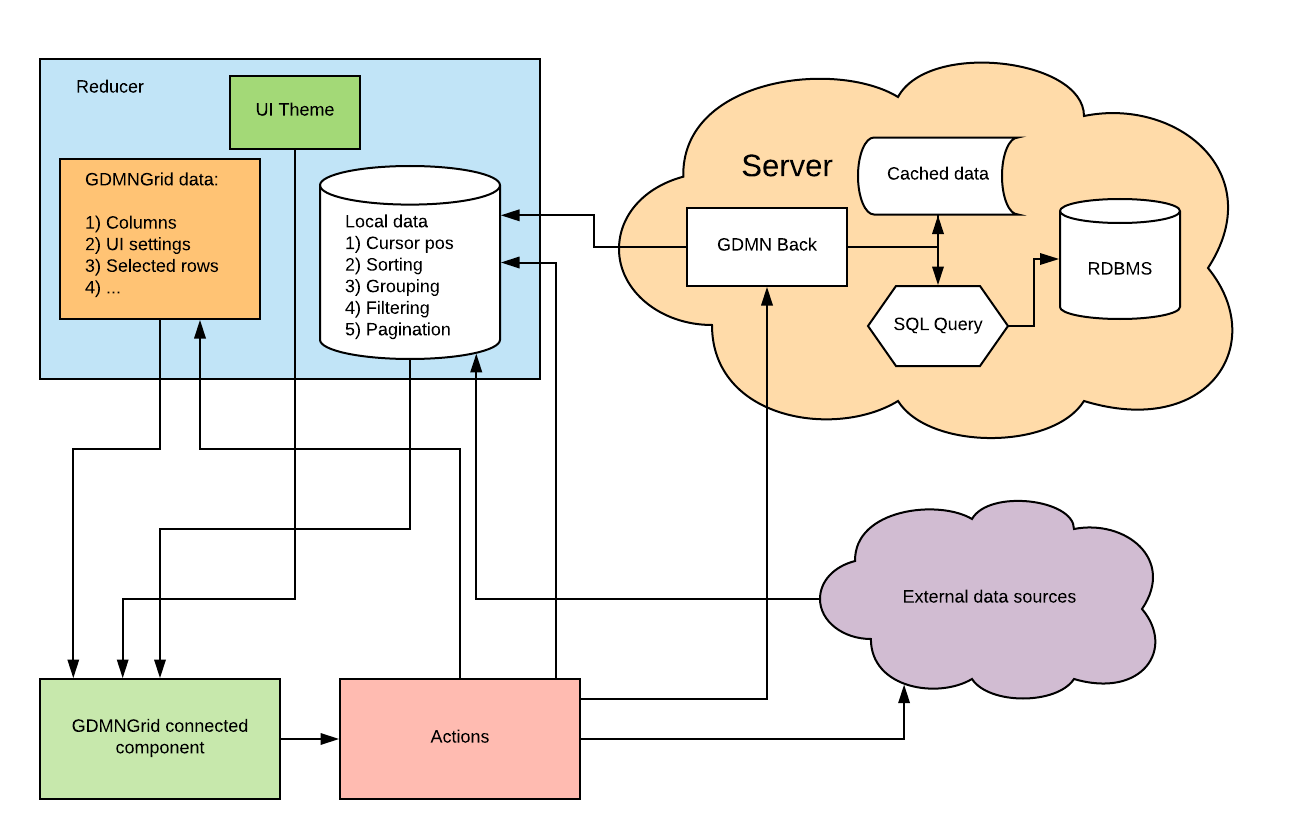 Reducer
UI Theme
GDMNGrid data:
1) Columns
2) UI settings
3) Selected rows
4) ...
Local data
1) Cursor pos
2) Sorting
3) Grouping
4) Filtering
5) Pagination
Server
Cached data
GDMN Back
RDBMS
SQL Query
External data sources
GDMNGrid connected
component
Actions